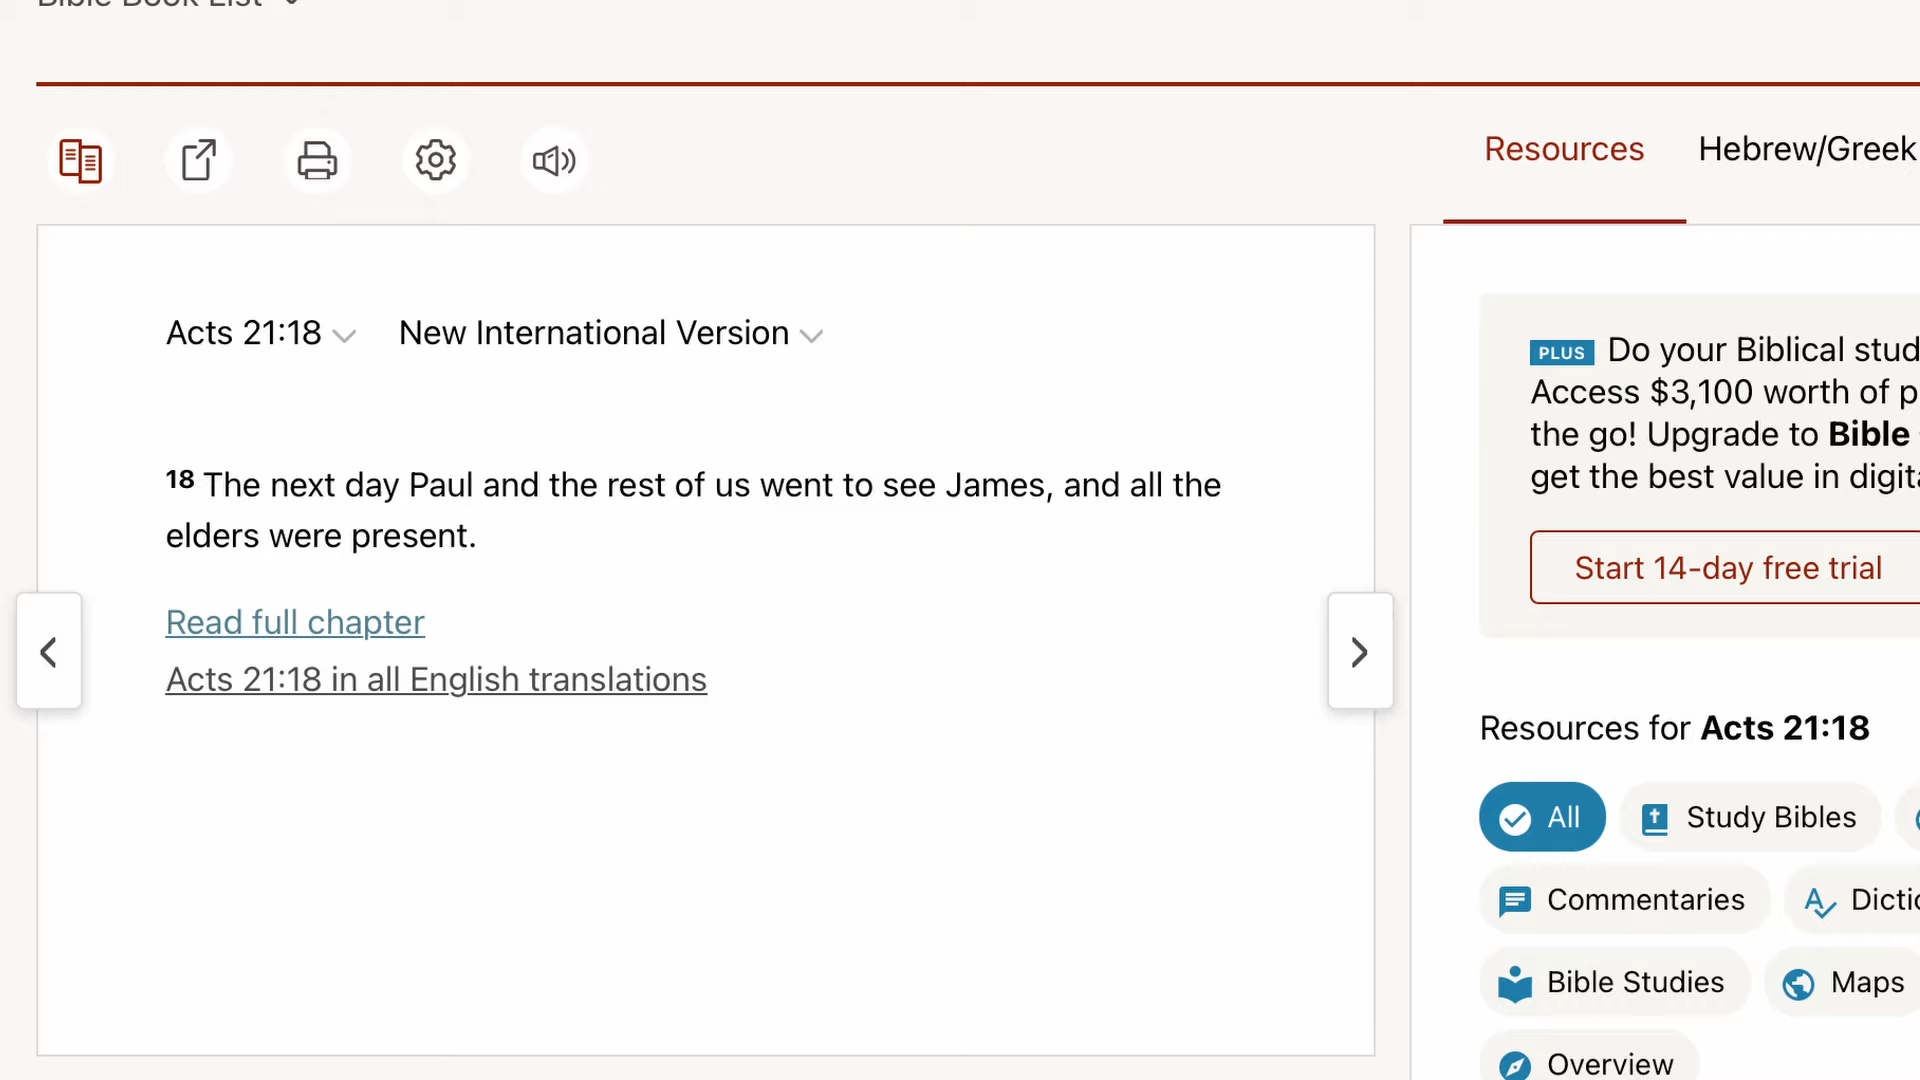 Bible Book List
Resources Hebrew/Greek
Acts 21:18 New International Version
18 The next day Paul and the rest of us went to see James, and all the
elders were present.
Read full chapter
Acts 21:18 in all English translations
PLUS Do your Biblical stud
Access $3,100 worth of p
the go! Upgrade to Bible
get the best value in digit
Start 14-day free trial
Resources for Acts 21:18
All Study Bibles
Commentaries Dictio
Bible Studies Maps
Overview